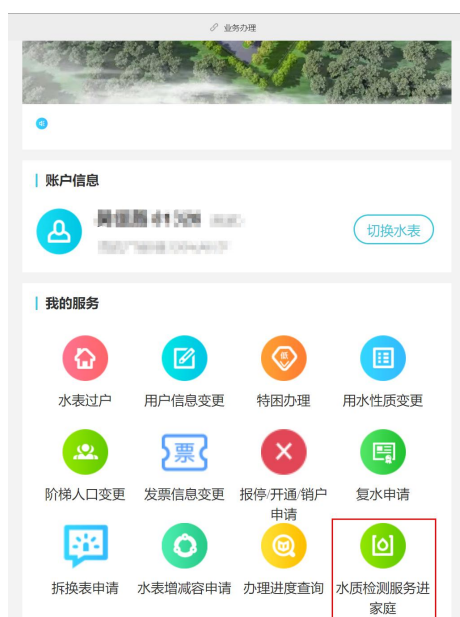 业务办理
账户信息
切换水表
我的服务
水表过户
用户信息变更
特困办理
低
用水性质变更
阶梯人口变更
发票信息变更
票
报停/开通/销户
申请
复水申请
拆换表申请
水表增减容申请
办理进度查询
水质检测服务进
家庭